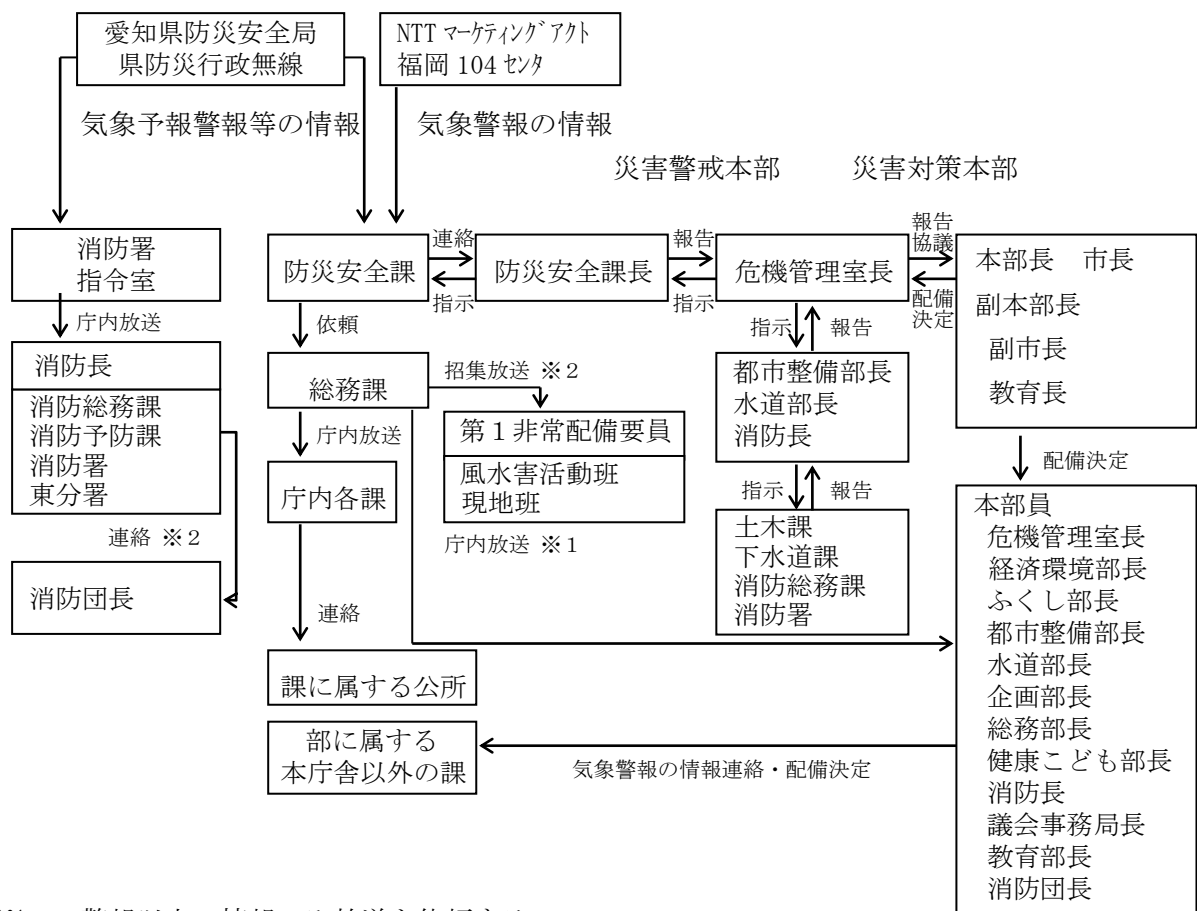 愛知県防災安全局
県防災行政無線
NTT マーケティングアクト
福岡 104 センタ
気象予報警報等の情報
気象警報の情報
災害警戒本部
災害対策本部
消防署
指令室
庁内放送
消防長
消防総務課
消防予防課
消防署
東分署
連絡 ※2
消防団長
防災安全課
連絡
指示
防災安全課長
報告
指示
危機管理室長
報告
協議
配備
決定
本部長 市長
副本部長
副市長
教育長
依頼
総務課
招集放送 ※2
第1非常配備要員
風水害活動班
現地班
庁内放送 ※1
庁内放送
庁内各課
連絡
課に属する公所
部に属する
本庁舎以外の課
指示
報告
都市整備部長
水道部長
消防長
指示
報告
土木課
下水道課
消防総務課
消防署
配備決定
本部員
危機管理室長
経済環境部長
ふくし部長
都市整備部長
水道部長
企画部長
総務部長
健康こども部長
消防長
議会事務局長
教育部長
消防団長
気象警報の情報連絡・配備決定